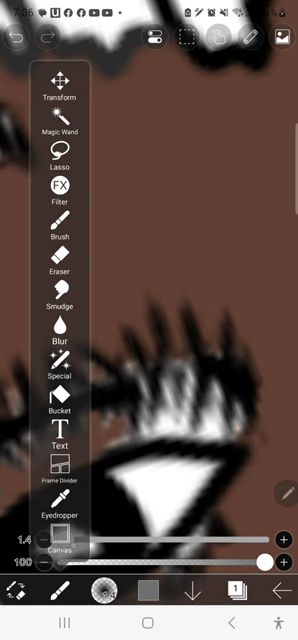 7:06
Transform
Magic Wand
Lasso
FX
Filter
Brush
Eraser
Smudge
Blur
Special
Bucket
T
Text
Frame Divider
Eyedropper
Canvas
1.4
100
1.4
1